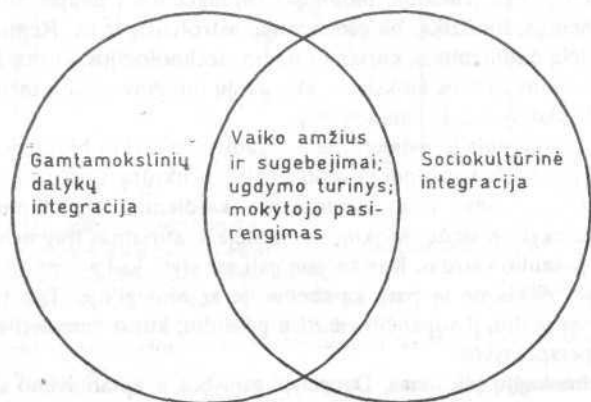 Gamtamokslinių
dalykų
integracija
Vaiko amžius
ir sugebėjimai;
ugdymo turinys;
mokytojo pasi-
rengimas
Sociokultūrinė
integracija